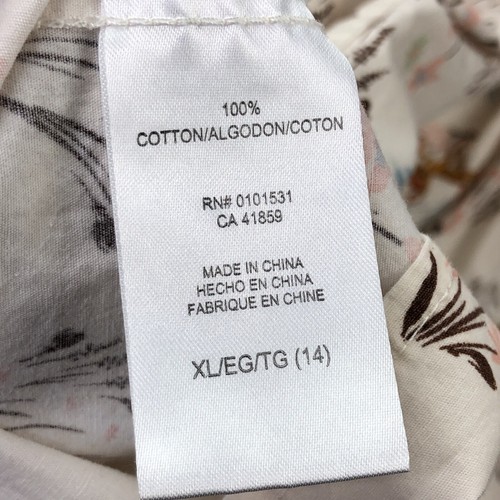 100%
COTTON/ALGODON/COTON
RN# 0101531
CA 41859
MADE IN CHINA
HECHO EN CHINA
FABRIQUE EN CHINE
XL/EG/TG (14)